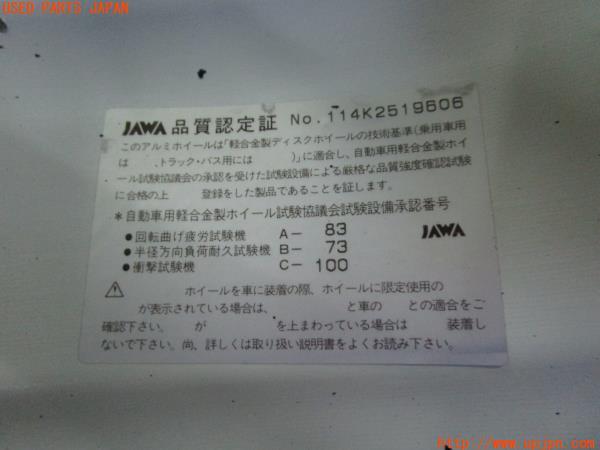 USED PARTS JAPAN
JAWA 品質認定証 No.114K2519606
このアルミホイールは「軽合金製ディスクホイールの技術基準(乗用車用
は .トラック・バス用には )」に適合し、自動車用軽合金製ホイ
ール試験協議会の承認を受けた試験設備による厳格な品質強度確認試験
に合格の上 登録をした製品であることを証します。
*自動車用軽合金製ホイール試験協議会試験設備承認番号
●回転曲げ疲労試験機 A- 83 JAWA
●半径方向負荷耐久試験機 B- 73
●衝撃試験機 C- 100
ホイールを車に装着の際、ホイールに限定使用の
が表示されている場合は、 と車の との適合をご
確認下さい。 が を上まわっている場合は 装着し
ないで下さい。尚、詳しくは取り扱い説明書をよくお読み下さい。